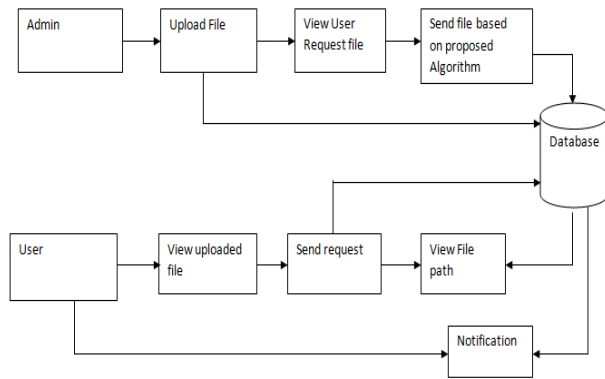 Admin
Upload File
View User
Request file
Send file based
on proposed
Algorithm
Database
User
View uploaded
file
Send request
View File
path
Notification